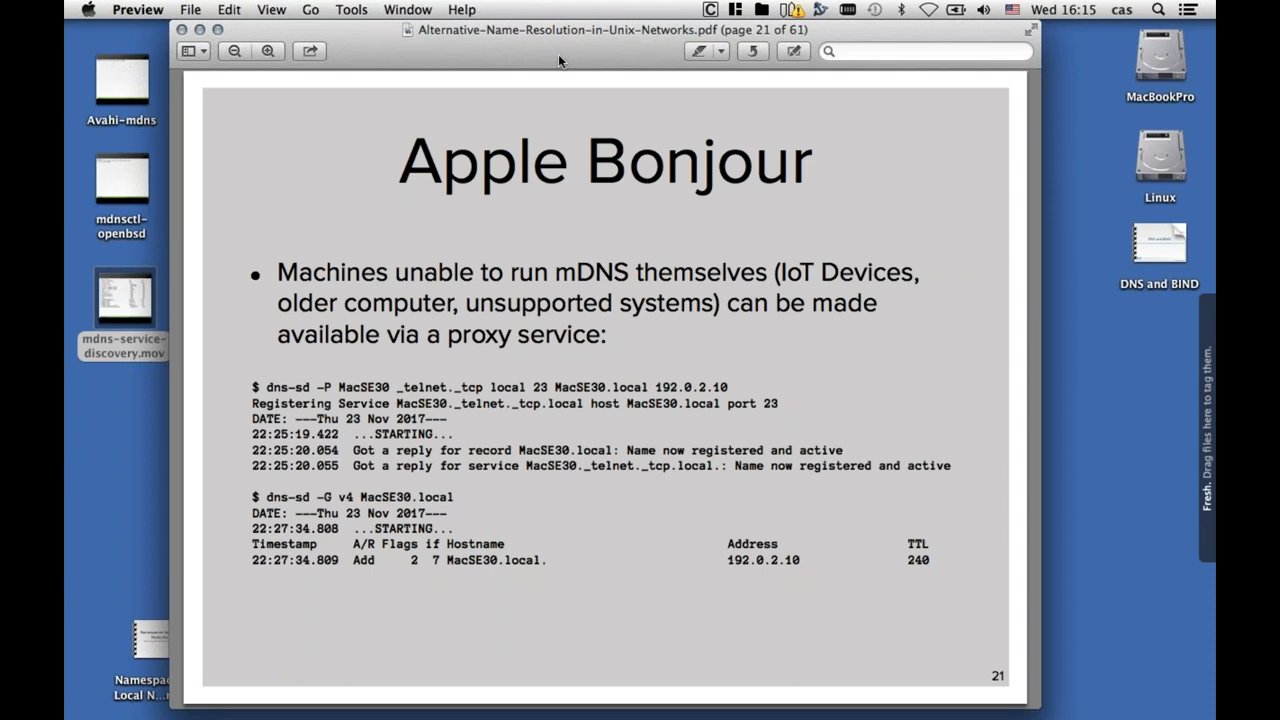 Preview File Edit View Go Tools Window Help Wed 16:15 cas
Alternative-Name-Resolution-in-Unix-Networks.pdf (page 21 of 61)
Avahi-mdns
mdnsctl-
openbsd
mdns-service-
discovery.mov
Local N...
MacBookPro
Linux
DNS and BIND
Fresh. Drag files here to tag them.
Apple Bonjour
• Machines unable to run mDNS themselves (IoT Devices,
older computer, unsupported systems) can be made
available via a proxy service:
$ dns-sd -P MacSE30 _telnet._tcp local 23 MacSE30.local 192.0.2.10
Registering Service MacSE30._telnet._tcp.local host MacSE30.local port 23
DATE: ---Thu 23 Nov 2017---
22:25:19.422 ...STARTING...
22:25:20.054 Got a reply for record MacSE30.local: Name now registered and active
22:25:20.055 Got a reply for service MacSE30._telnet._tcp.local.: Name now registered and active
$ dns-sd -G v4 MacSE30.local
DATE: ---Thu 23 Nov 2017---
22:27:34.808 ...STARTING...
Timestamp A/R Flags if Hostname Address TTL
22:27:34.809 Add 2 7 MacSE30.local. 192.0.2.10 240
21